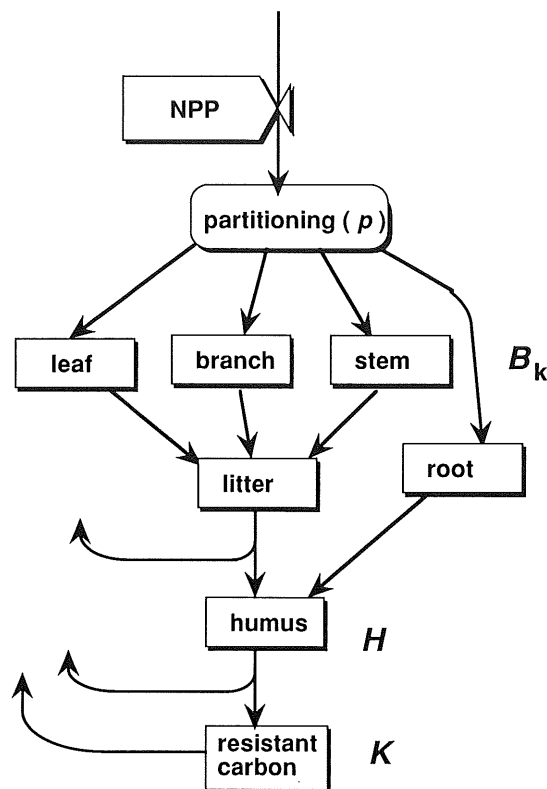 NPP
partitioning ( p )
leaf
branch
stem
B k
litter
root
humus
H
resistant
carbon
K